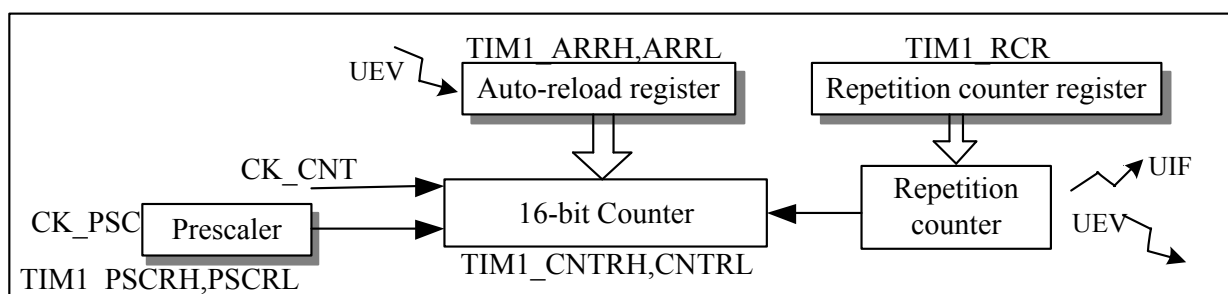 TIM1_ARRH,ARRL
TIM1_RCR
UEV
Auto-reload register
Repetition counter register
CK_CNT
16-bit Counter
Repetition
counter
UIF
UEV
CK_PSC
Prescaler
TIM1_PSCRH,PSCRL
TIM1_CNTRH,CNTRL